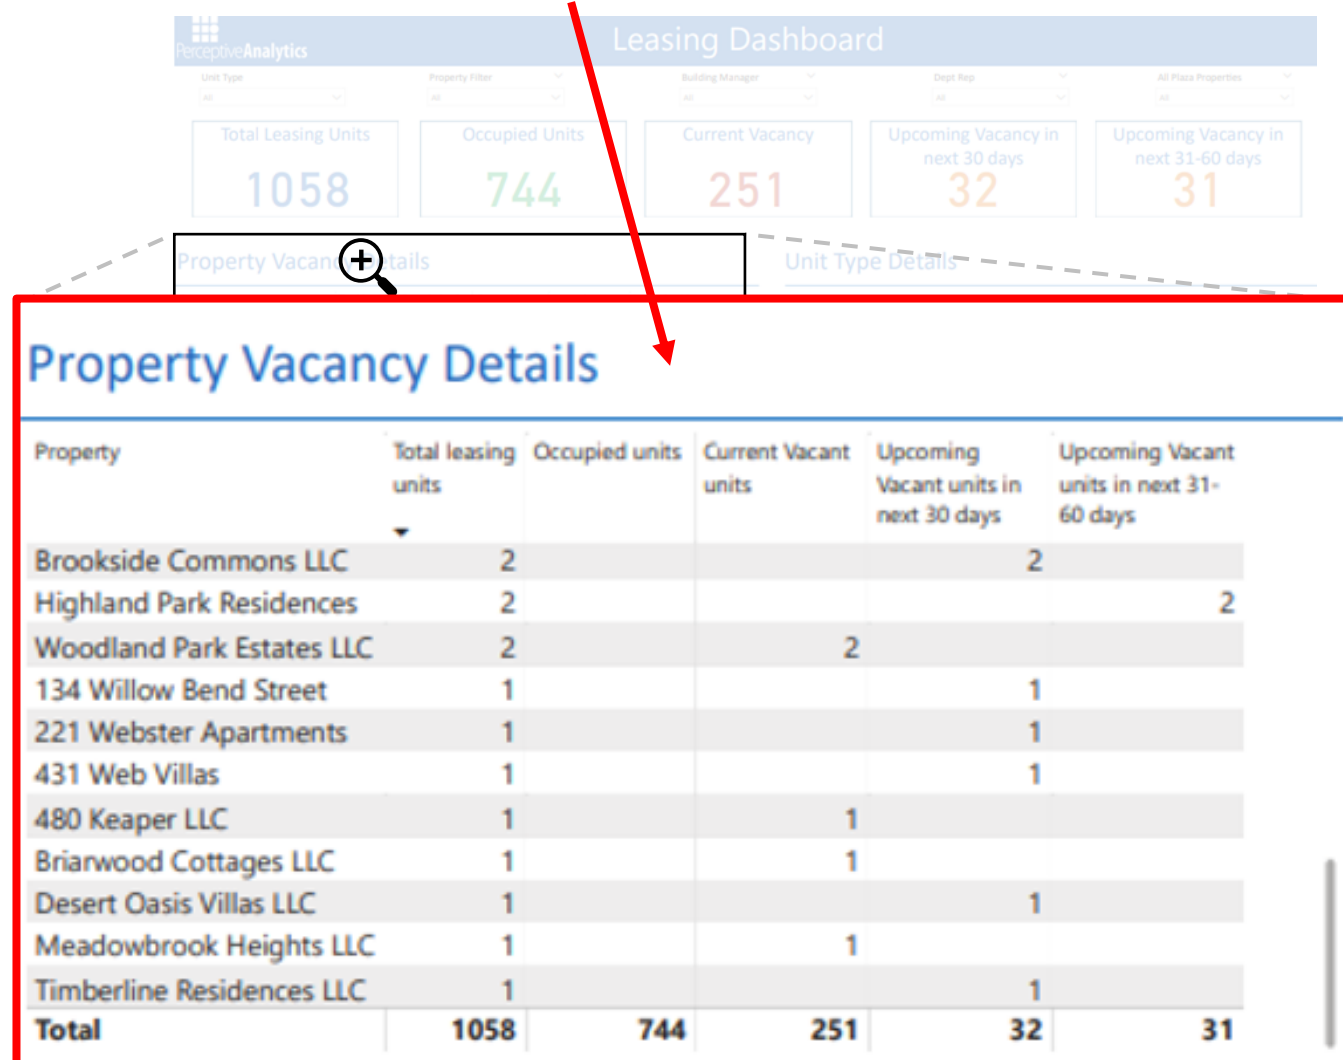 PerceptiveAnalytics
Leasing Dashboard
Unit Type
Property Filter
Building Manager
Dept Rep
All Plaza Properties
All
All
All
All
All
Total Leasing Units
Occupied Units
Current Vacancy
Upcoming Vacancy in
next 30 days
Upcoming Vacancy in
next 31-60 days
1058
744
251
32
31
Property Vacancy Details
Unit Type Details
Property Vacancy Details
Property Total leasing Occupied units Current Vacant Upcoming Upcoming Vacant
units units Vacant units in units in next 31-
next 30 days 60 days
Brookside Commons LLC 2 2
Highland Park Residences 2 2
Woodland Park Estates LLC 2 2
134 Willow Bend Street 1 1
221 Webster Apartments 1 1
431 Web Villas 1 1
480 Keaper LLC 1 1
Briarwood Cottages LLC 1 1
Desert Oasis Villas LLC 1 1
Meadowbrook Heights LLC 1 1
Timberline Residences LLC 1 1
Total 1058 744 251 32 31